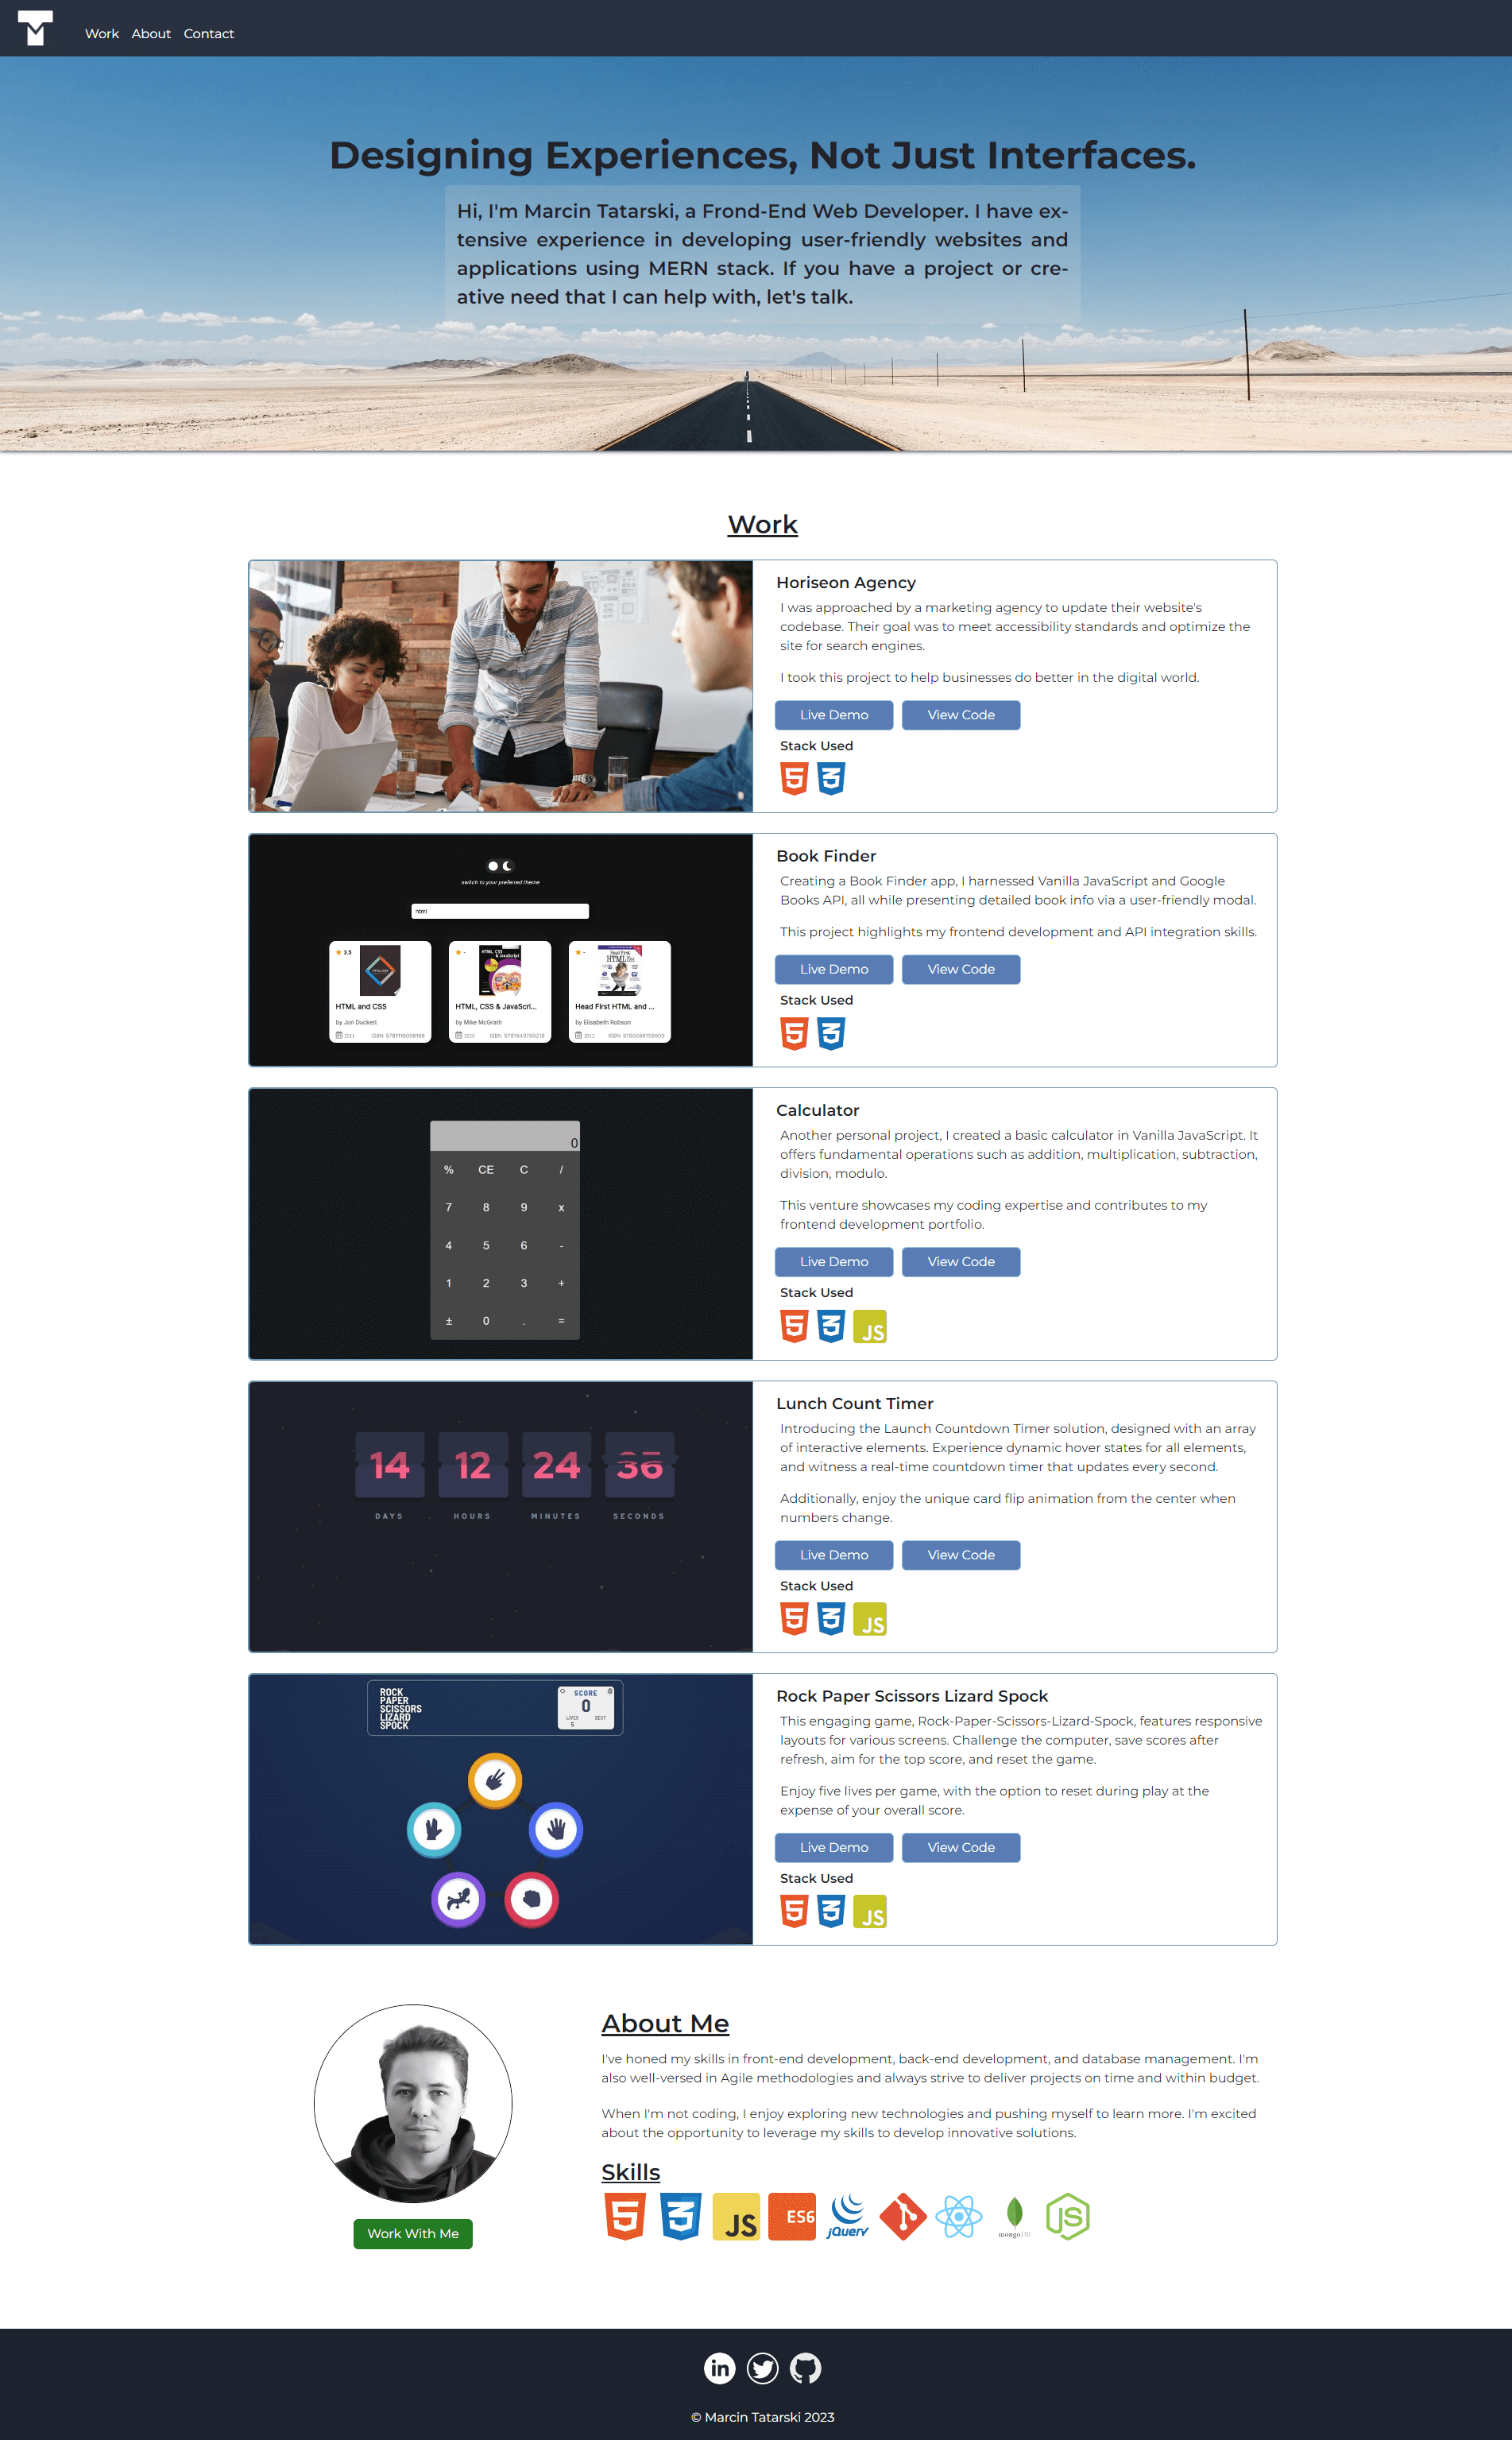 Work About Contact
Designing Experiences, Not Just Interfaces.
Hi, I'm Marcin Tatarski, a Frond-End Web Developer. I have ex-
tensive experience in developing user-friendly websites and
applications using MERN stack. If you have a project or cre-
ative need that I can help with, let's talk.
Work
Horiseon Agency
I was approached by a marketing agency to update their website's
codebase. Their goal was to meet accessibility standards and optimize the
site for search engines.
I took this project to help businesses do better in the digital world.
Live Demo View Code
Stack Used
switch to your preferred theme
html
3.5
HTML and CSS
by Jon Duckett
HTML, CSS & JavaScri...
by Mike McGrath
Head First HTML and ...
by Elisabeth Robson
Book Finder
Creating a Book Finder app, I harnessed Vanilla JavaScript and Google
Books API, all while presenting detailed book info via a user-friendly modal.
This project highlights my frontend development and API integration skills.
Live Demo View Code
Stack Used
0
% CE C /
7 8 9 x
4 5 6 -
1 2 3 +
± 0 . =
Calculator
Another personal project, I created a basic calculator in Vanilla JavaScript. It
offers fundamental operations such as addition, multiplication, subtraction,
division, modulo.
This venture showcases my coding expertise and contributes to my
frontend development portfolio.
Live Demo View Code
Stack Used
JS
14 12 24 36
DAYS HOURS MINUTES SECONDS
Lunch Count Timer
Introducing the Launch Countdown Timer solution, designed with an array
of interactive elements. Experience dynamic hover states for all elements,
and witness a real-time countdown timer that updates every second.
Additionally, enjoy the unique card flip animation from the center when
numbers change.
Live Demo View Code
Stack Used
JS
ROCK
PAPER
SCISSORS
LIZARD
SPOCK
SCORE
0
LIVES BEST
5
Rock Paper Scissors Lizard Spock
This engaging game, Rock-Paper-Scissors-Lizard-Spock, features responsive
layouts for various screens. Challenge the computer, save scores after
refresh, aim for the top score, and reset the game.
Enjoy five lives per game, with the option to reset during play at the
expense of your overall score.
Live Demo View Code
Stack Used
JS
Work With Me
About Me
I've honed my skills in front-end development, back-end development, and database management. I'm
also well-versed in Agile methodologies and always strive to deliver projects on time and within budget.
When I'm not coding, I enjoy exploring new technologies and pushing myself to learn more. I'm excited
about the opportunity to leverage my skills to develop innovative solutions.
Skills
JS ES6 jQuery mongoDB JS
in
© Marcin Tatarski 2023